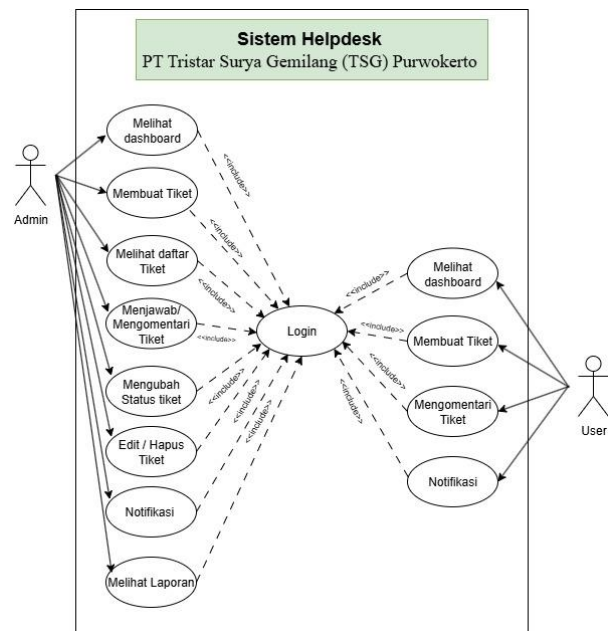 Sistem Helpdesk
PT Tristar Surya Gemilang (TSG) Purwokerto
Admin
Melihat
dashboard
Membuat Tiket
Melihat daftar
Tiket
Menjawab/
Mengomentari
Tiket
Mengubah
Status tiket
Edit / Hapus
Tiket
Notifikasi
Melihat Laporan
<<include>>
<<include>>
<<include>>
<<include>>
<<include>>
<<include>>
<<include>>
<<include>>
Login
<<include>>
<<include>>
<<include>>
<<include>>
Melihat
dashboard
Membuat Tiket
Mengomentari
Tiket
Notifikasi
User